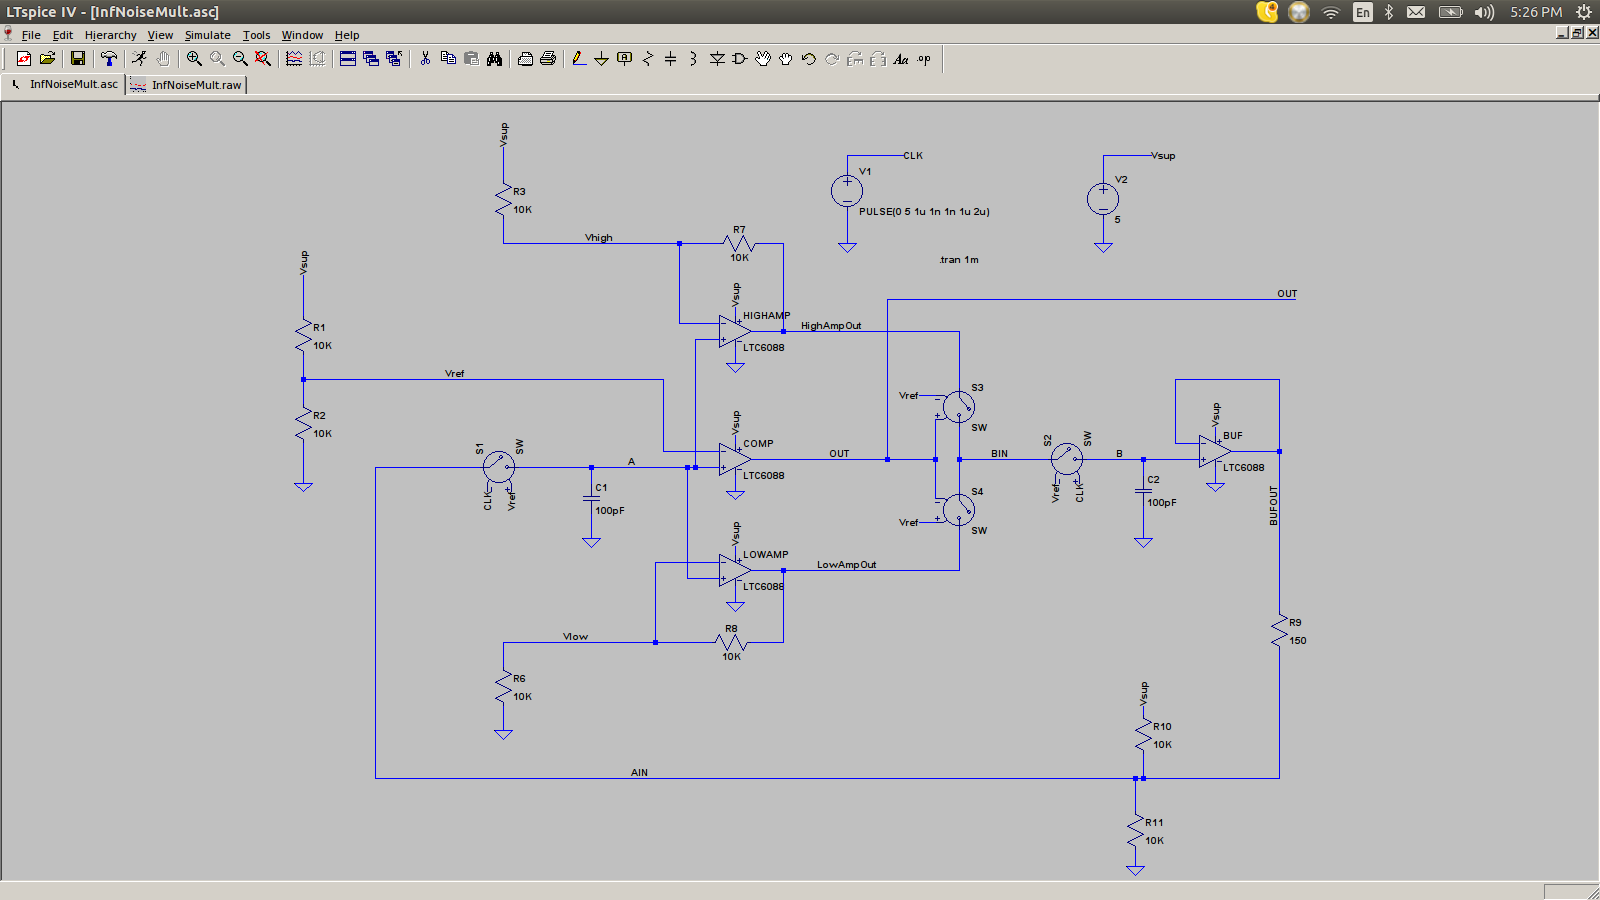 LTspice IV - [InfNoiseMult.asc]
En
5:26 PM
File Edit Hierarchy View Simulate Tools Window Help
Aa .op
InfNoiseMult.asc
InfNoiseMult.raw
Vsup
R3
10K
Vhigh
R7
10K
CLK
V1
PULSE(0 5 1u 1n 1n 1u 2u)
Vsup
V2
5
.tran 1m
Vsup
R1
10K
Vref
R2
10K
Vsup
HIGHAMP
LTC6088
HighAmpOut
OUT
Vsup
COMP
LTC6088
OUT
Vref
S3
SW
BIN
Vref
S4
SW
S1
SW
CLK
Vref
A
C1
100pF
S2
SW
Vref
CLK
B
C2
100pF
Vsup
BUF
LTC6088
BUFOUT
Vsup
LOWAMP
LTC6088
LowAmpOut
Vlow
R8
10K
R6
10K
R9
150
Vsup
R10
10K
AIN
R11
10K